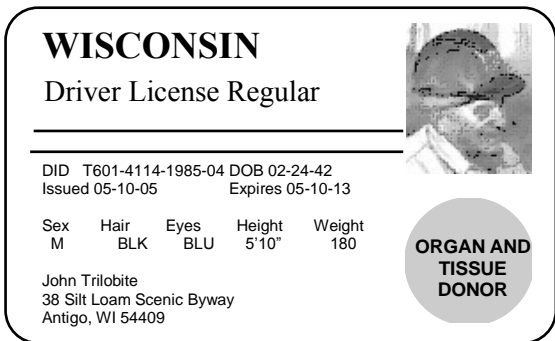 WISCONSIN
Driver License Regular
DID T601-4114-1985-04 DOB 02-24-42
Issued 05-10-05 Expires 05-10-13
Sex Hair Eyes Height Weight
M BLK BLU 5'10” 180
John Trilobite
38 Silt Loam Scenic Byway
Antigo, WI 54409
ORGAN AND
TISSUE
DONOR